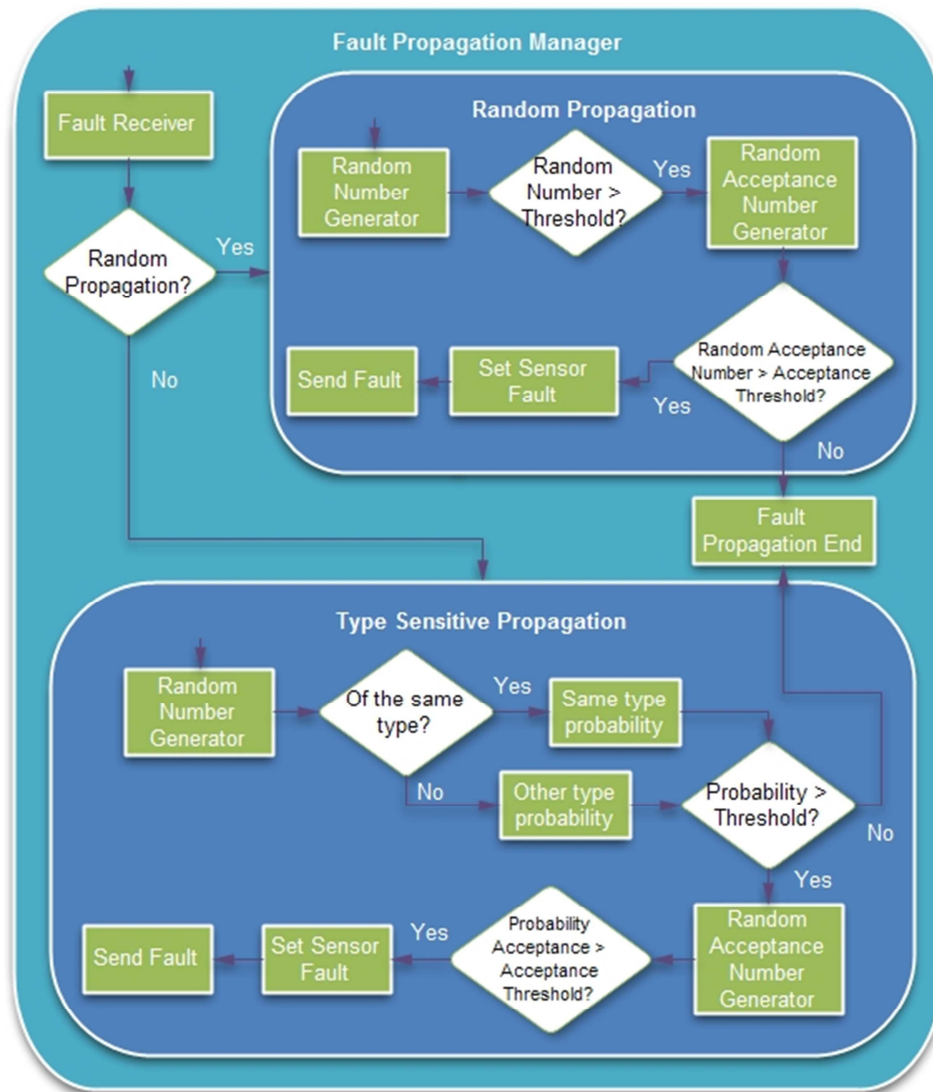 Fault Propagation Manager
Fault Receiver
Random
Propagation?
Yes
No
Random Propagation
Random
Number
Generator
Random
Number >
Threshold?
Yes
Random
Acceptance
Number
Generator
Random Acceptance
Number > Acceptance
Threshold?
Yes
Set Sensor
Fault
Send Fault
No
Fault
Propagation End
Type Sensitive Propagation
Random
Number
Generator
Of the same
type?
Yes
Same type
probability
No
Other type
probability
Probability >
Threshold?
No
Yes
Random
Acceptance
Number
Generator
Probability
Acceptance >
Acceptance
Threshold?
Yes
Set Sensor
Fault
Send Fault